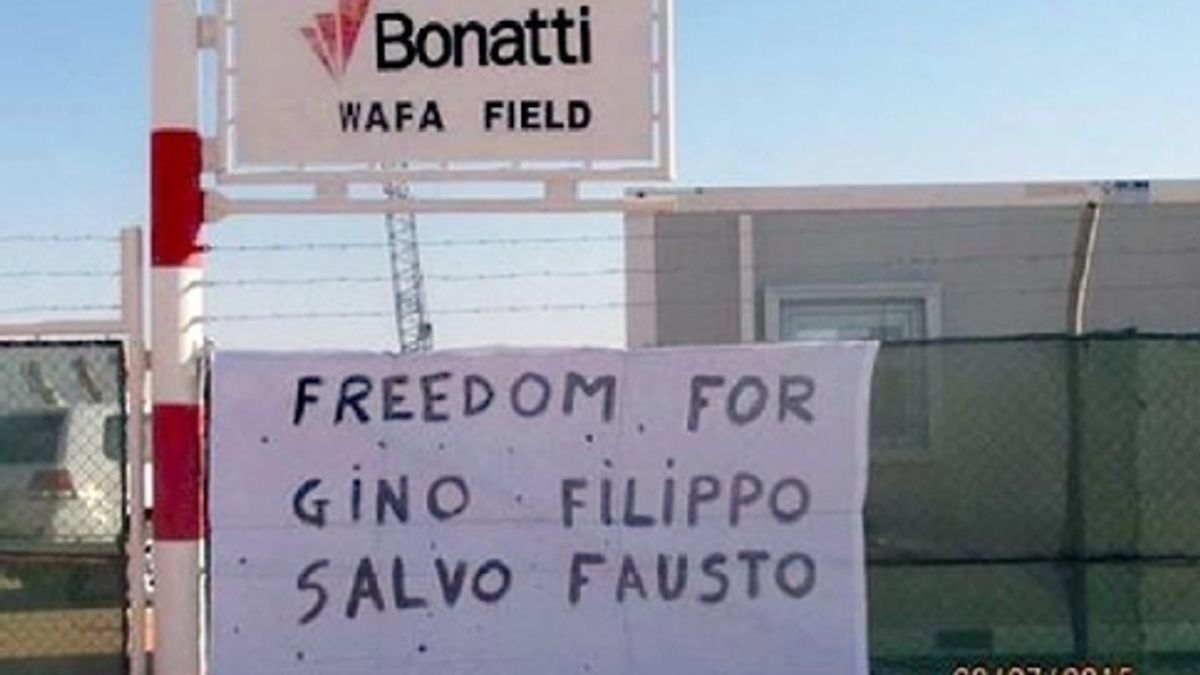 Bonatti
WAFA FIELD
FREEDOM FOR
GINO FILIPPO
SALVO FAUSTO